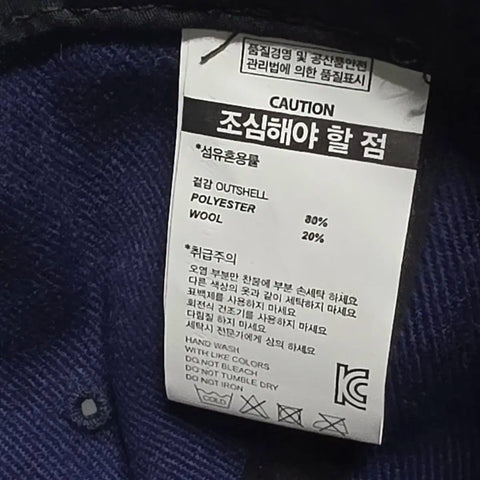 품질경영 및 공산품안전
관리법에 의한 품질표시
CAUTION
조심해야 할 점
*섬유혼용률
겉감 OUTSHELL
POLYESTER 80%
WOOL 20%
*취급주의
오염 부분만 찬물에 부분 손세탁 하세요
다른 색상의 옷과 같이 세탁하지 마세요
표백제를 사용하지 마세요
회전식 건조기를 사용하지 마세요
다림질 하지 마세요
세탁시 전문가에게 상의 하세요
HAND WASH
WITH LIKE COLORS
DO NOT BLEACH
DO NOT TUMBLE DRY
DO NOT IRON
COLD